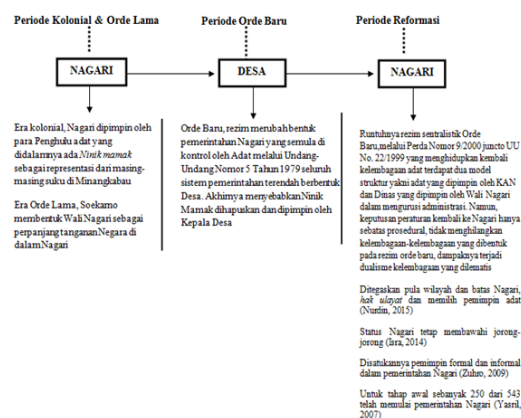 Periode Kolonial & Orde Lama
Periode Orde Baru
Periode Reformasi
NAGARI
DESA
NAGARI
Era kolonial, Nagari dipimpin oleh
para Penghulu adat yang
didalamnya ada Ninik mamak
sebagai representasi dari masing-
masing suku di Minangkabau
Era Orde Lama, Soekarno
membentuk Wali Nagari sebagai
perpanjang tanganan Negara di
dalam Nagari
Orde Baru, rezim merubah bentuk
pemerintahan Nagari yang semula di
kontrol oleh Adat melalui Undang-
Undang Nomor 5 Tahun 1979 seluruh
sistem pemerintahan terendah berbentuk
Desa. Akhirnya menyebabkan Ninik
Mamak dihapuskan dan dipimpin oleh
Kepala Desa
Runtuhnya rezim sentralistik Orde
Baru,melalui Perda Nomor 9/2000 juncto UU
No. 22/1999 yang menghidupkan kembali
kelembagaan adat terdapat dua model
struktur yakni adat yang dipimpin oleh KAN
dan Dinas yang dipimpin oleh Wali Nagari
dalam mengurusi administrasi. Namun,
keputusan peraturan kembali ke Nagari hanya
sebatas prosedural, tidak menghilangkan
kelembagaan-kelembagaan yang dibentuk
pada rezim orde baru, dampaknya terjadi
dualisme kelembagaan yang dilematis
Ditegaskan pula wilayah dan batas Nagari,
hak ulayat dan memilih pemimpin adat
(Nurdin, 2015)
Status Nagari tetap membawahi jorong-
jorong (Isra, 2014)
Disatukannya pemimpin formal dan informal
dalam pemerintahan Nagari (Zuhro, 2009)
Untuk tahap awal sebanyak 250 dari 543
telah memulai pemerintahan Nagari (Yasril,
2007)